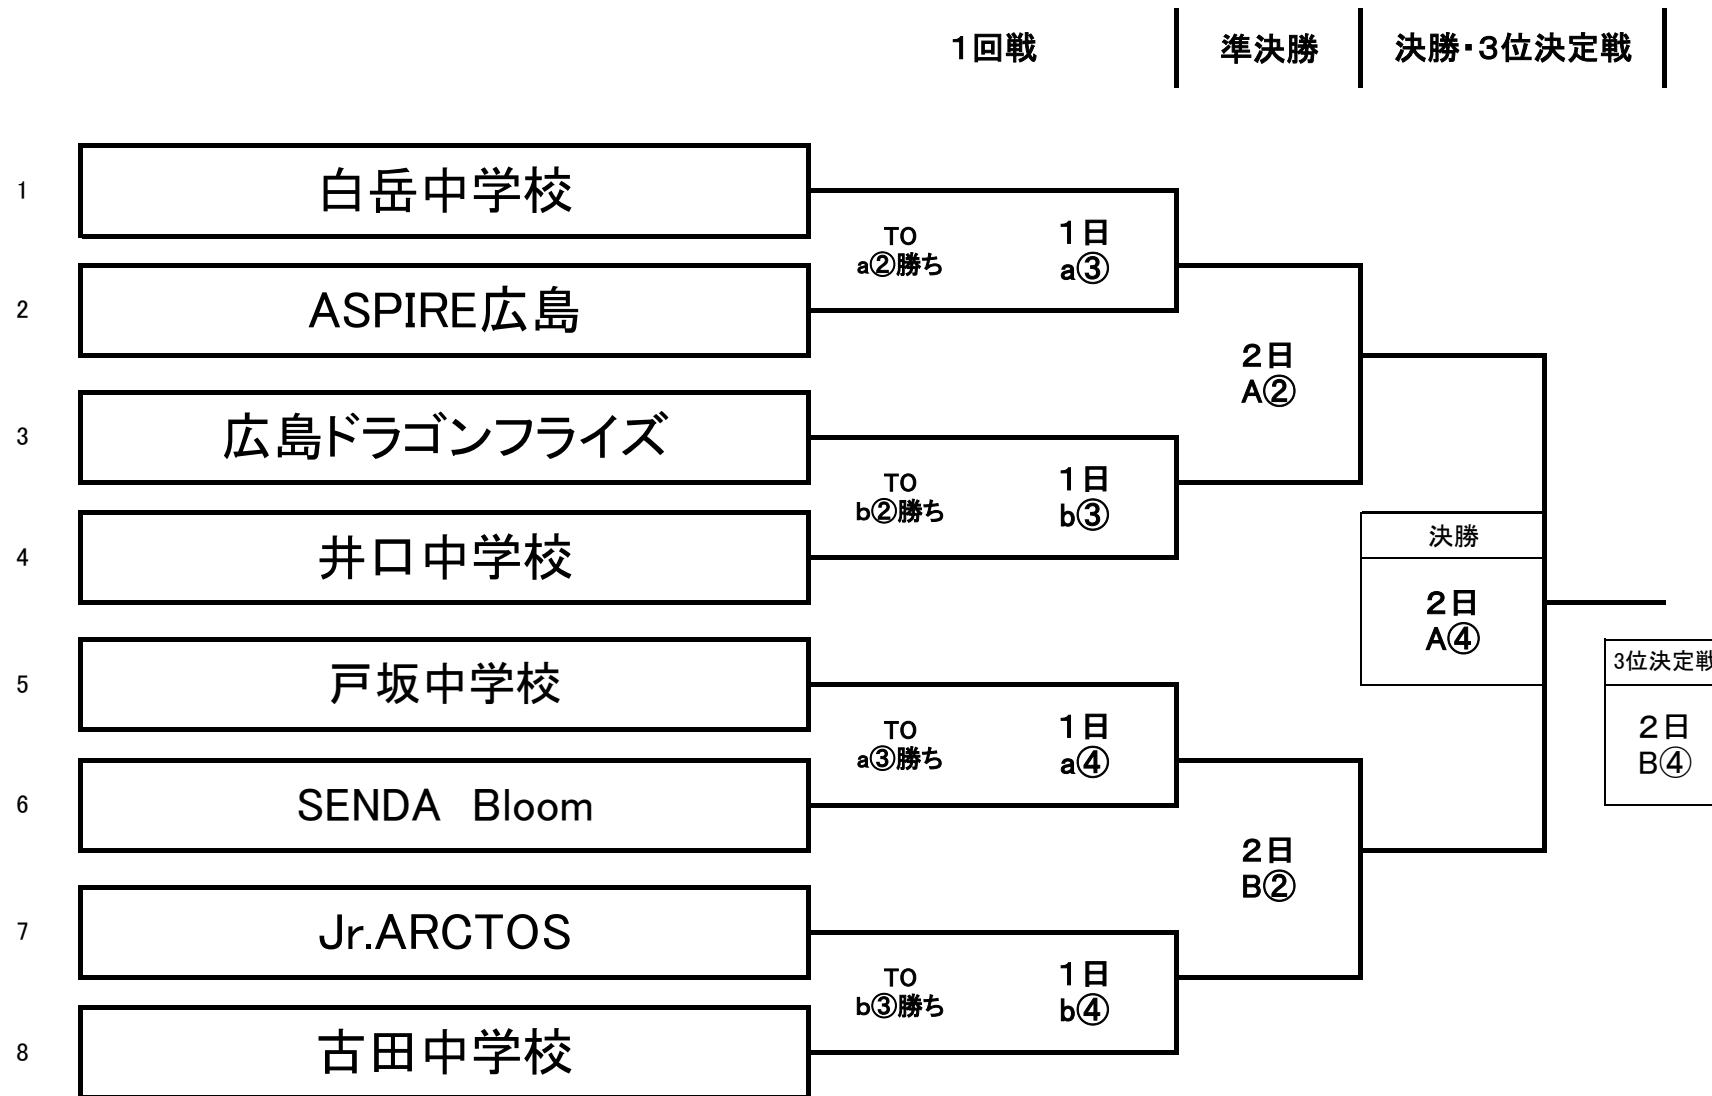 1回戦
準決勝
決勝・3位決定戦
1
白岳中学校
TO
a②勝ち
1日
a③
2
ASPIRE広島
2日
A②
3
広島ドラゴンフライズ
TO
b②勝ち
1日
b③
4
井口中学校
決勝
2日
A④
3位決定戦
2日
B④
5
戸坂中学校
TO
a③勝ち
1日
a④
6
SENDA　Bloom
2日
B②
7
Jr.ARCTOS
TO
b③勝ち
1日
b④
8
古田中学校